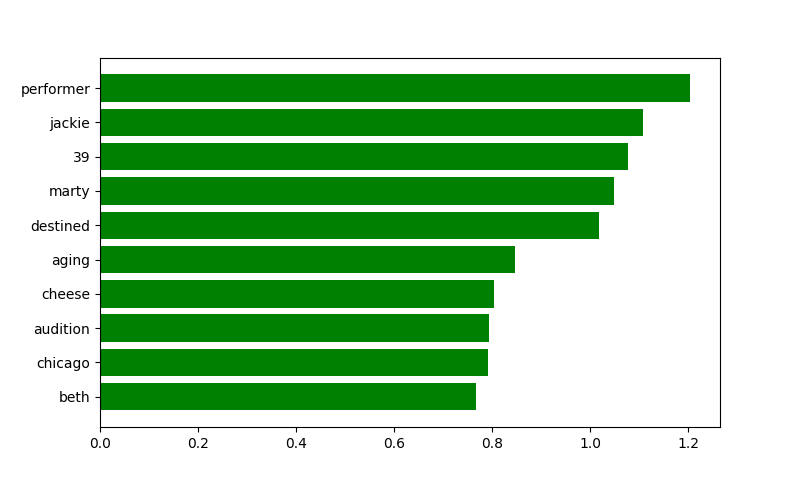 performer
jackie
39
marty
destined
aging
cheese
audition
chicago
beth
0.0 0.2 0.4 0.6 0.8 1.0 1.2